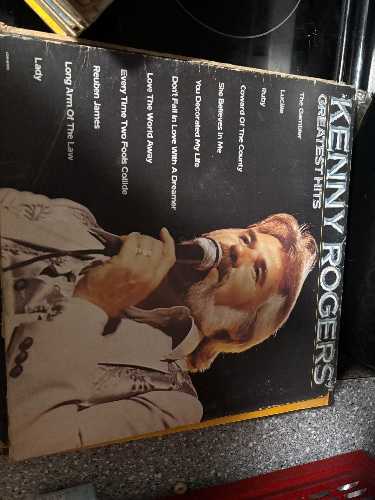 KENNY ROGERS
GREATEST HITS
The Gambler
Lucille
Ruby
Coward Of The County
She Believes In Me
You Decorated My Life
Don't Fall In Love With A Dreamer
Love The World Away
Every Time Two Fools Collide
Reuben James
Long Arm Of The Law
Lady